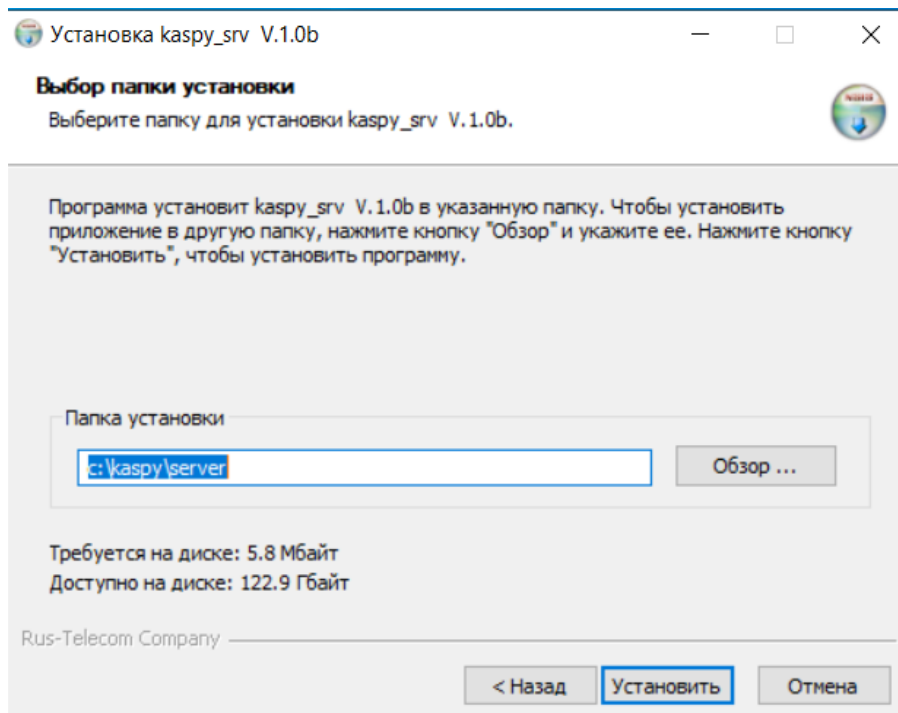 Установка kaspy_srv V.1.0b
Выбор папки установки
Выберите папку для установки kaspy_srv V.1.0b.
Программа установит kaspy_srv V.1.0b в указанную папку. Чтобы установить
приложение в другую папку, нажмите кнопку "Обзор" и укажите ее. Нажмите кнопку
"Установить", чтобы установить программу.
Папка установки
c:\kaspy\server
Обзор ...
Требуется на диске: 5.8 Мбайт
Доступно на диске: 122.9 Гбайт
Rus-Telecom Company
< Назад
Установить
Отмена